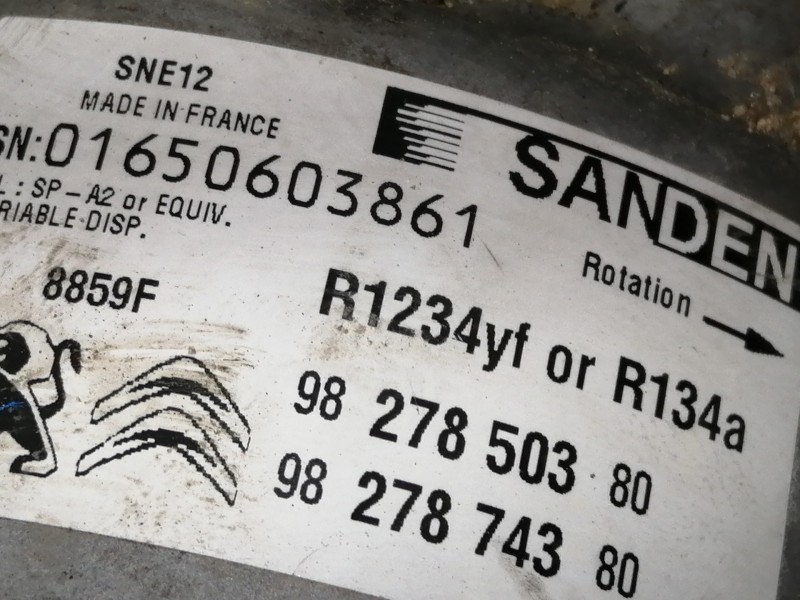 SNE12
MADE IN FRANCE
SN:01650603861
L: SP-A2 or EQUIV.
RIABLE DISP.
SANDEN
Rotation
8859F
R1234yf or R134a
98 278 503 80
98 278 743 80